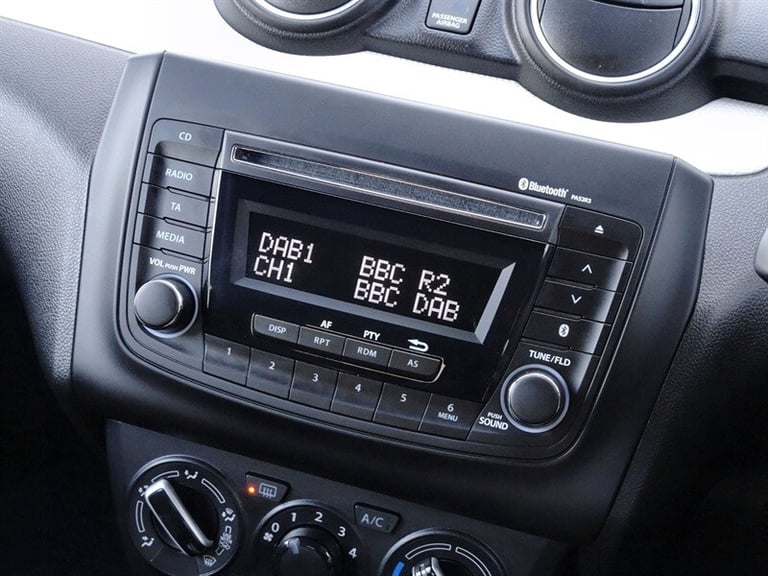 PASSENGER
AIRBAG
CD
RADIO
TA
MEDIA
VOL PUSH PWR
Bluetooth
PA52R3
DAB1
CH1
BBC R2
BBC DAB
AF
PTY
DISP
RPT
RDM
AS
1
2
3
4
5
6
MENU
TUNE/FLD
PUSH
SOUND
0 1 2 3 4
A/C